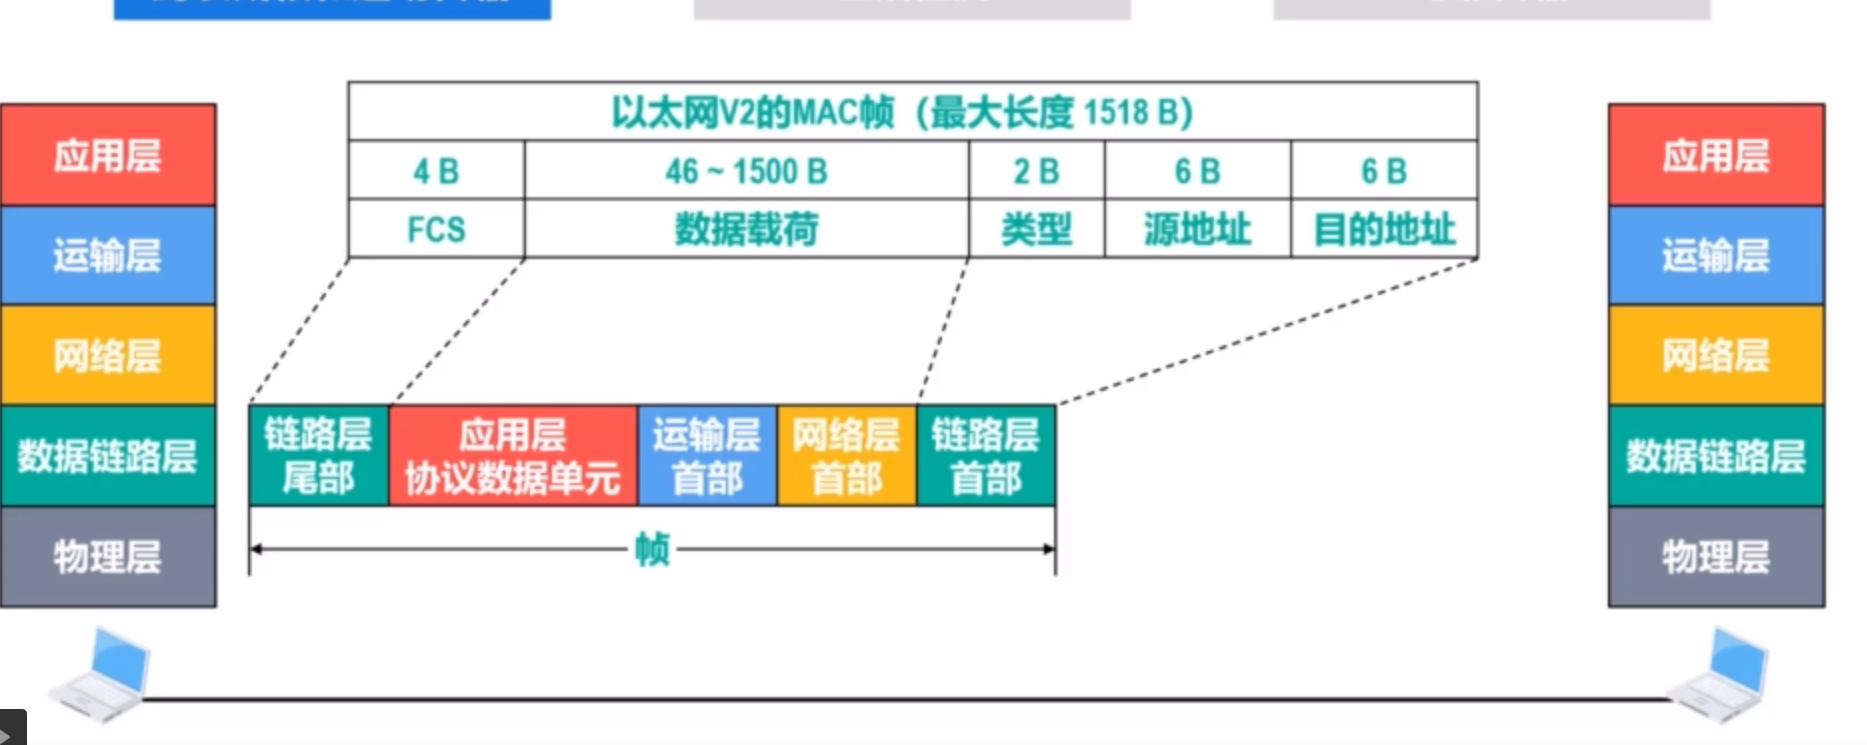 以太网V2的MAC帧（最大长度 1518 B）
4 B
46 ~ 1500 B
2 B
6 B
6 B
FCS
数据载荷
类型
源地址
目的地址
应用层
运输层
网络层
数据链路层
物理层
链路层
尾部
应用层
协议数据单元
运输层
首部
网络层
首部
链路层
首部
帧
应用层
运输层
网络层
数据链路层
物理层